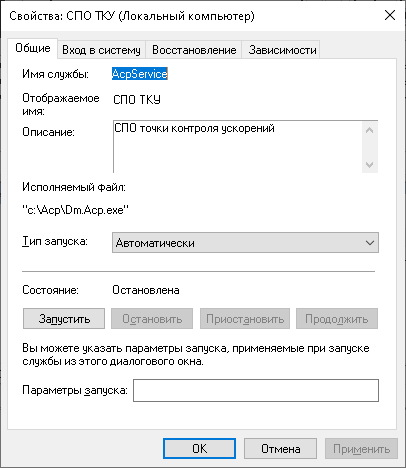 Свойства: СПО ТКУ (Локальный компьютер)
Общие Вход в систему Восстановление Зависимости
Имя службы: AcpService
Отображаемое имя: СПО ТКУ
Описание: СПО точки контроля ускорений
Исполняемый файл:
"c:\Acp\Dm.Acp.exe"
Тип запуска: Автоматически
Состояние: Остановлена
Запустить Остановить Приостановить Продолжить
Вы можете указать параметры запуска, применяемые при запуске
службы из этого диалогового окна.
Параметры запуска:
ОК Отмена Применить